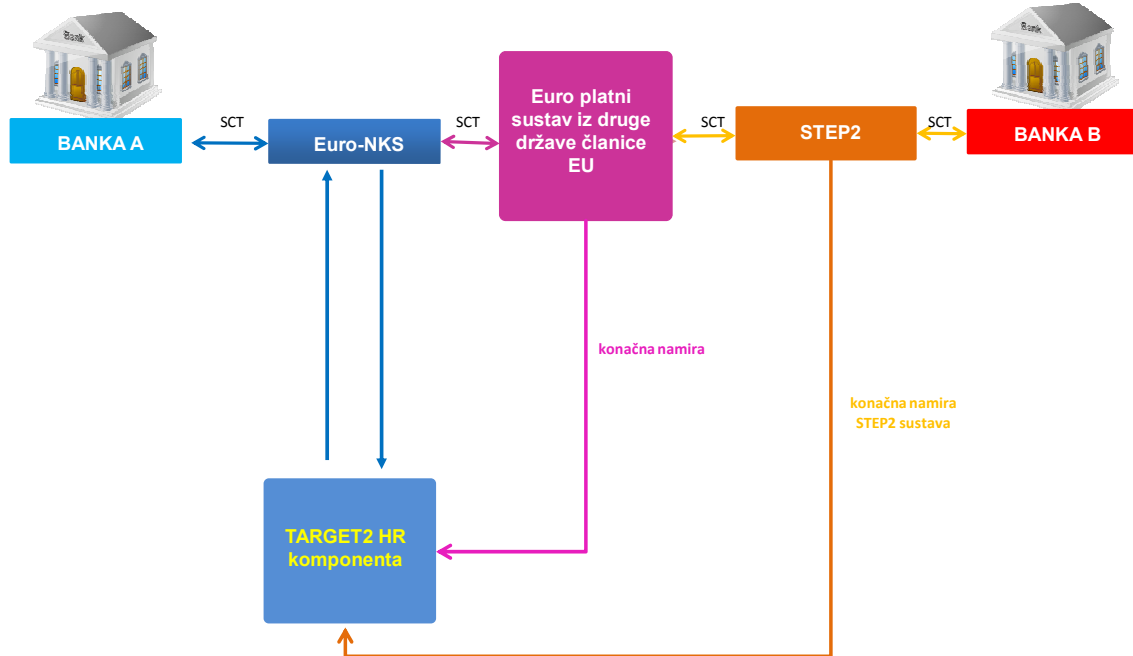 Bank
Bank
SCT
SCT
SCT
SCT
BANKA A
Euro-NKS
Euro platni
sustav iz druge
države članice
EU
STEP2
BANKA B
konačna namira
konačna namira
STEP2 sustava
TARGET2 HR
komponenta